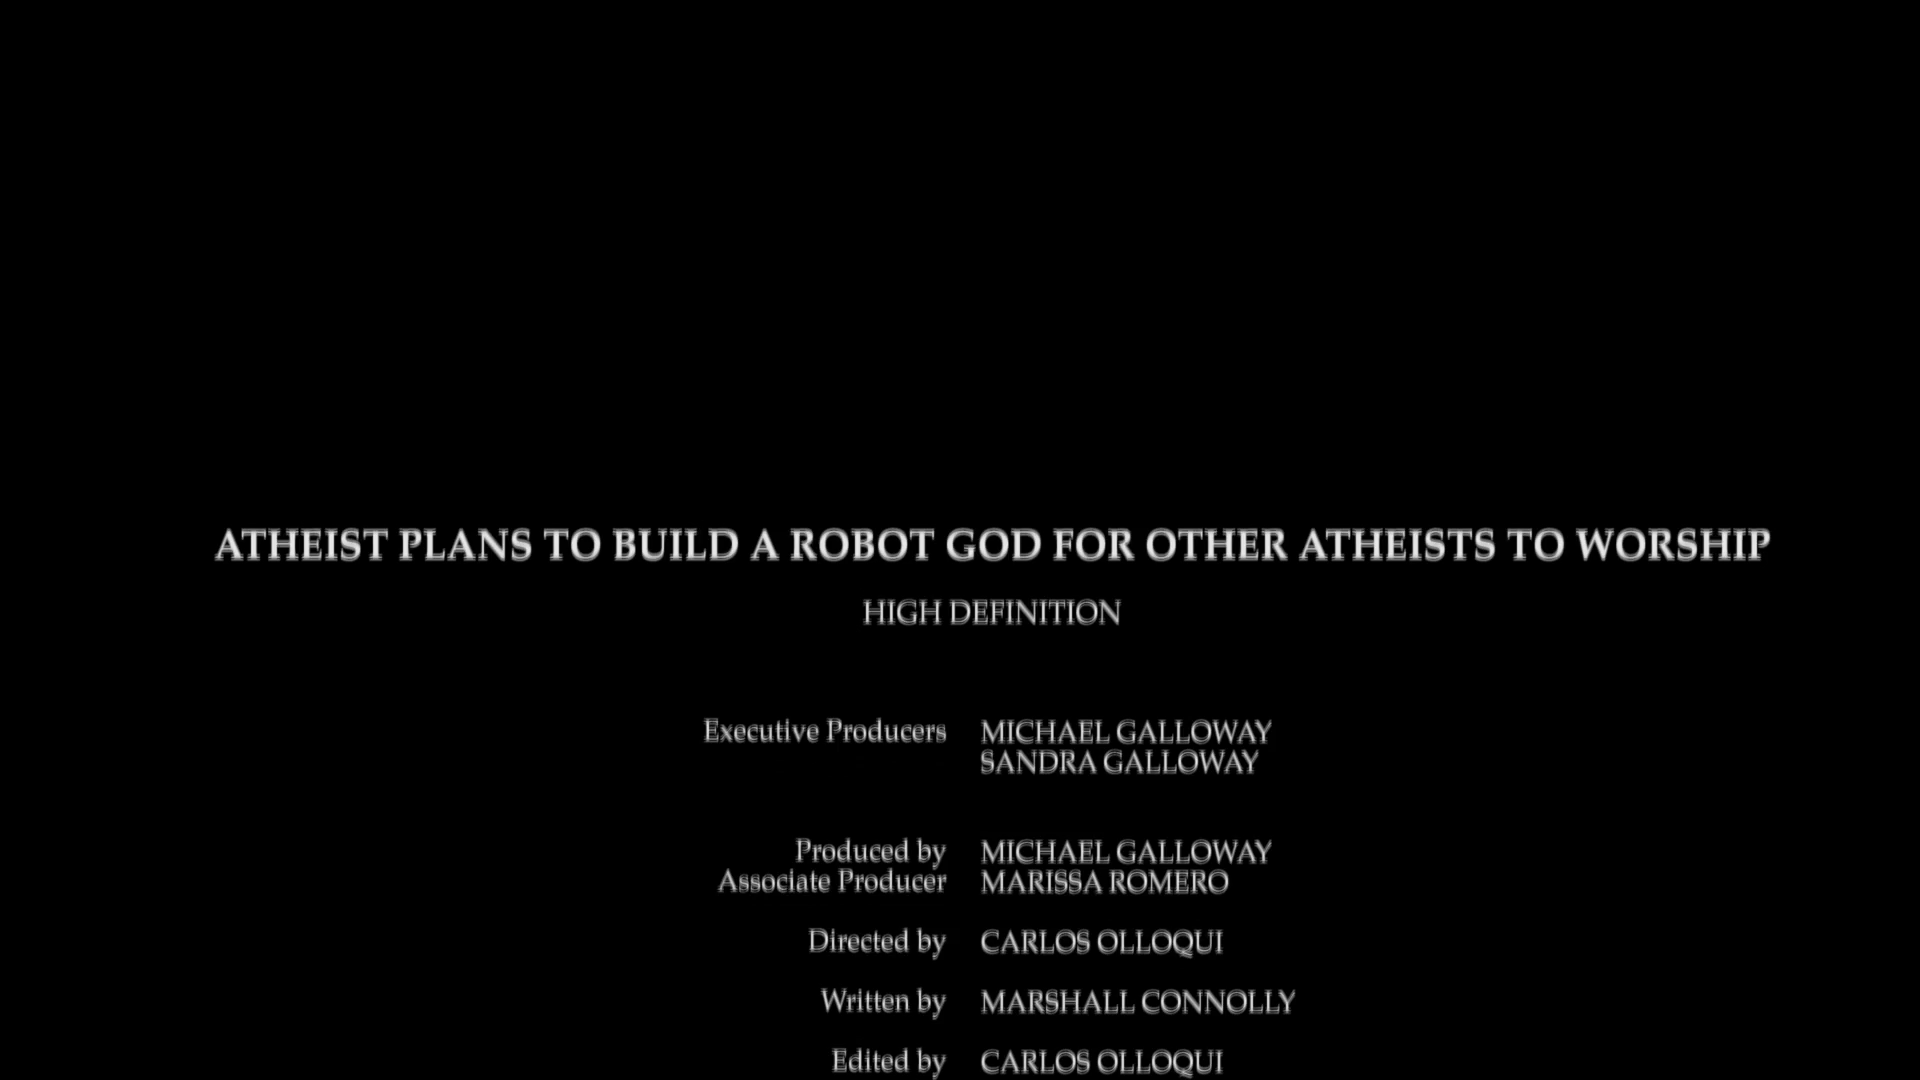 ATHEIST PLANS TO BUILD A ROBOT GOD FOR OTHER ATHEISTS TO WORSHIP
HIGH DEFINITION
Executive Producers MICHAEL GALLOWAY
SANDRA GALLOWAY
Produced by MICHAEL GALLOWAY
Associate Producer MARISSA ROMERO
Directed by CARLOS OLLOQUI
Written by MARSHALL CONNOLLY
Edited by CARLOS OLLOQUI